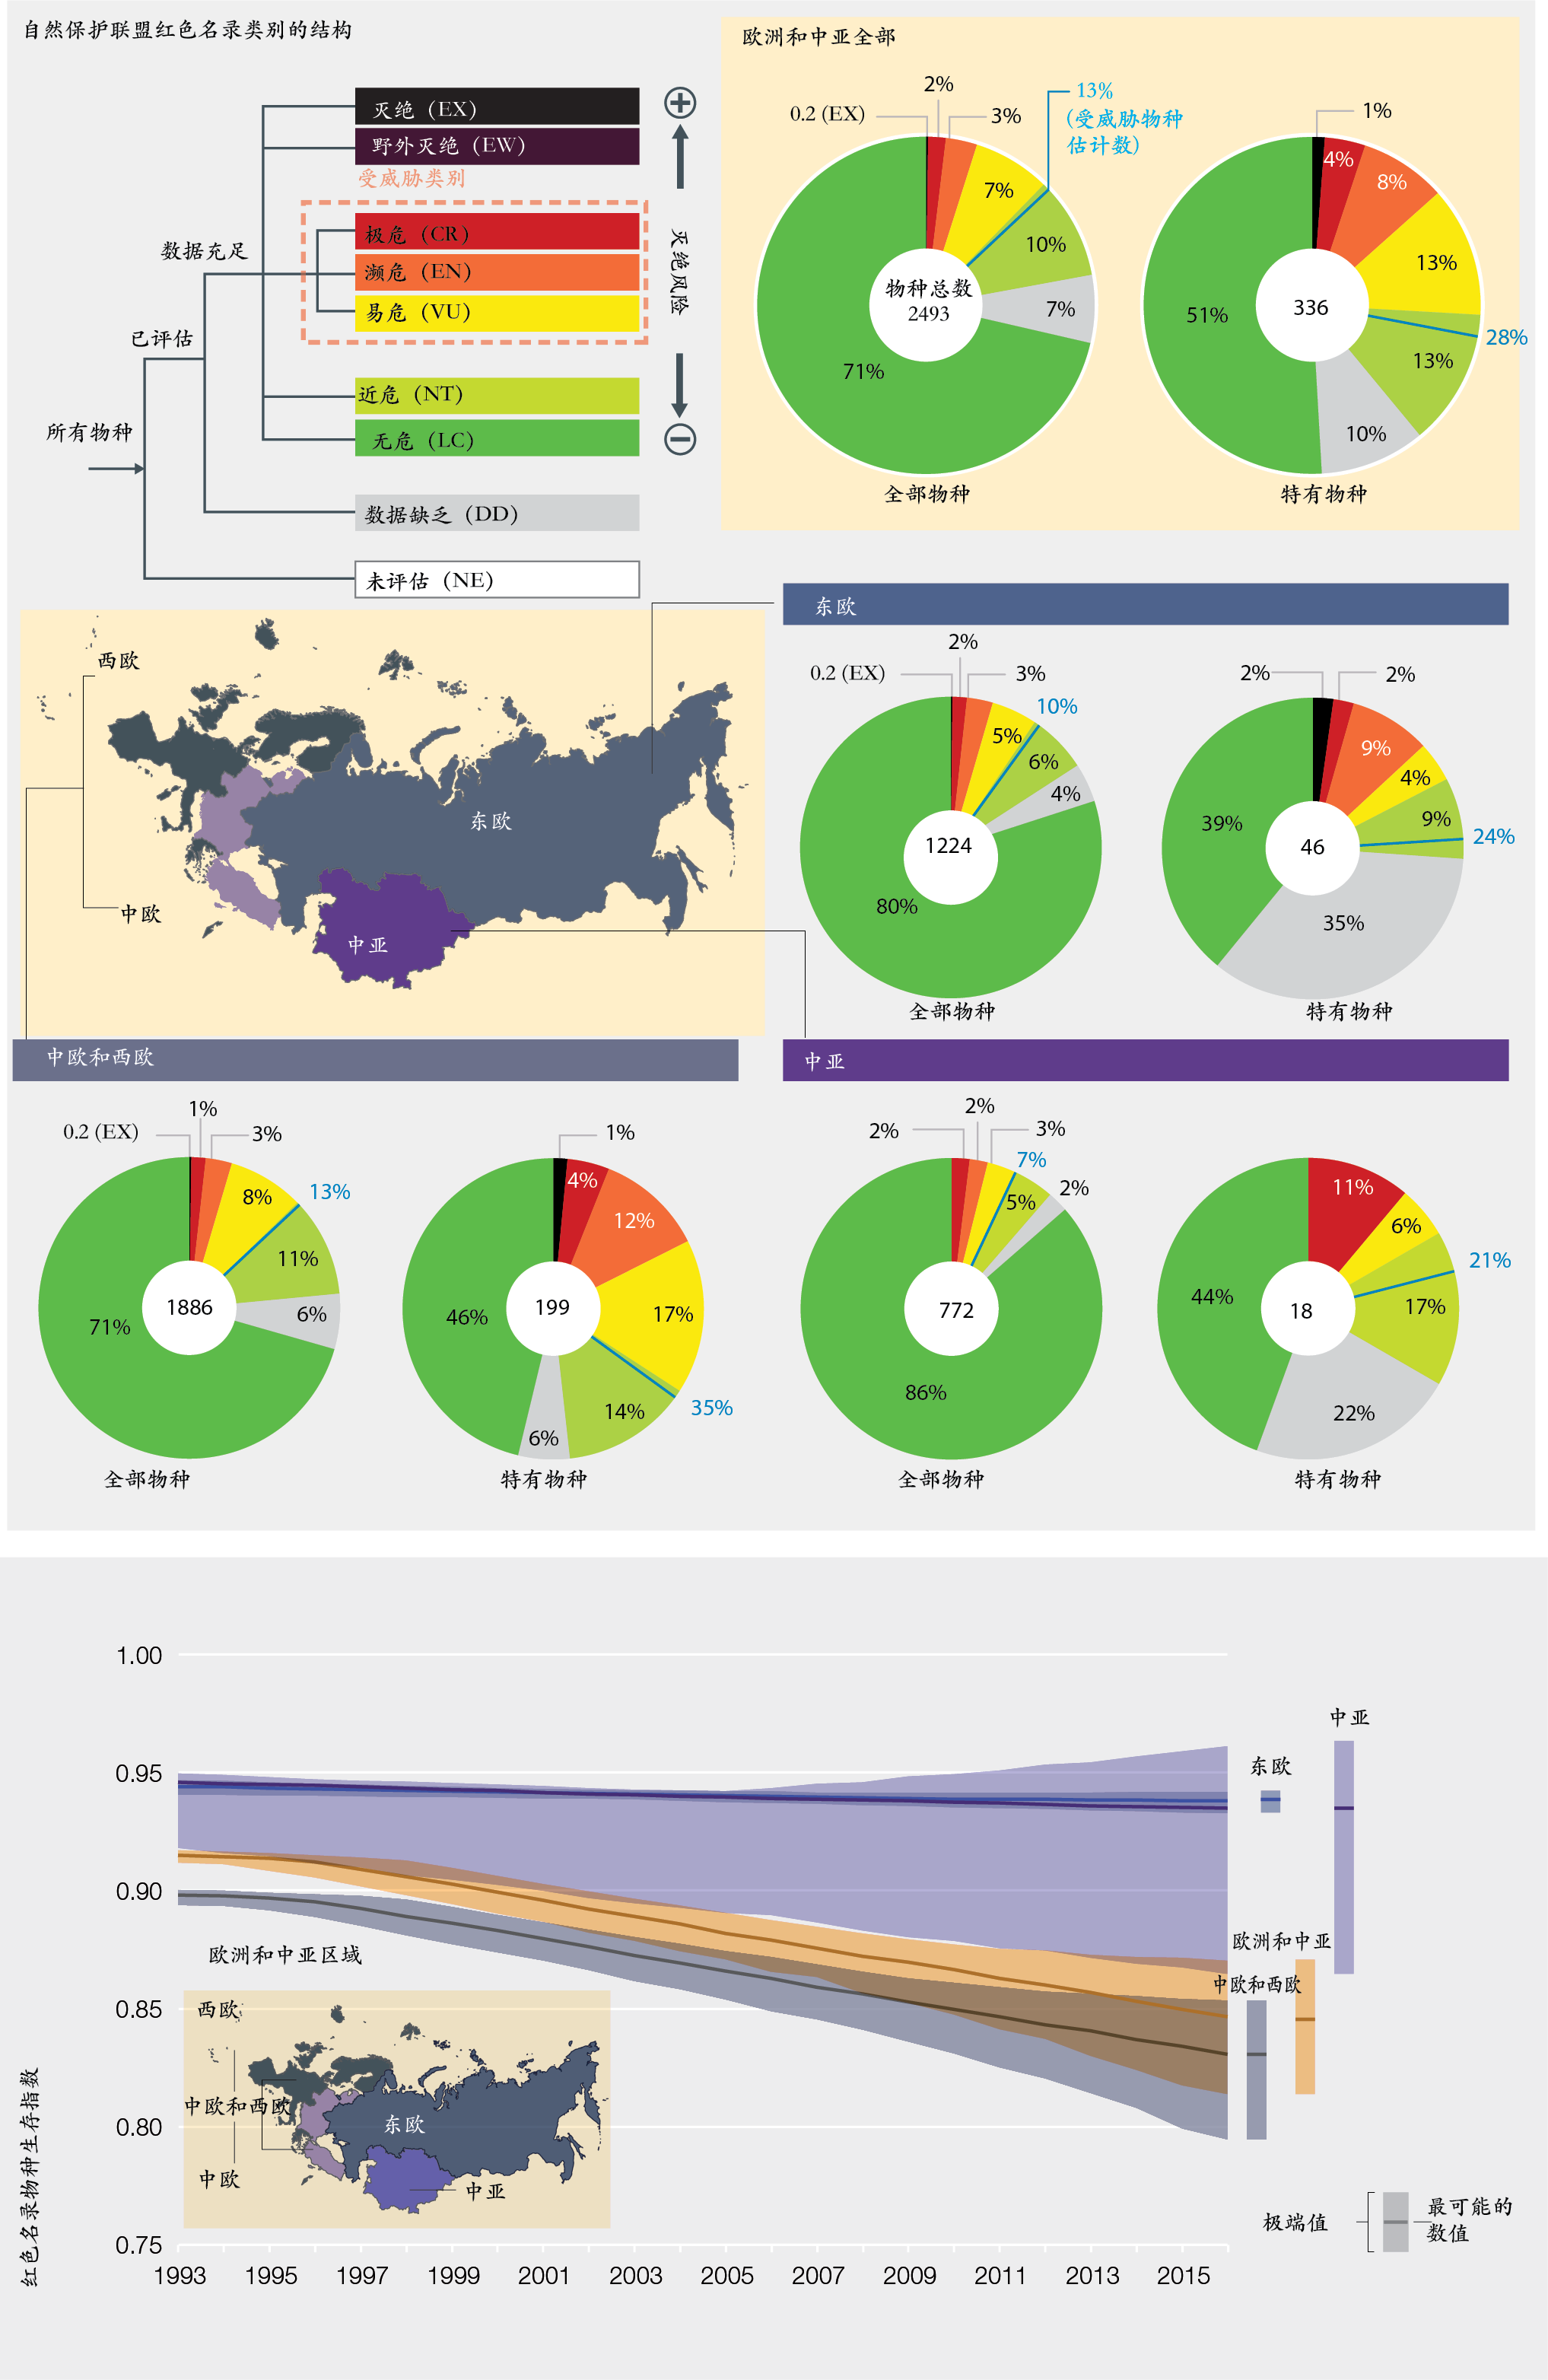 自然保护联盟红色名录类别的结构
灭绝（EX）
野外灭绝（EW）
受威胁类别
极危（CR）
濒危（EN）
易危（VU）
近危（NT）
无危（LC）
数据缺乏（DD）
未评估（NE）
数据充足
已评估
所有物种
灭绝风险
欧洲和中亚全部
0.2 (EX)
2%
3%
13%
（受威胁物种
估计数）
7%
10%
7%
71%
物种总数
2493
全部物种
1%
4%
8%
13%
28%
13%
10%
51%
336
特有物种
西欧
中欧
东欧
中亚
东欧
0.2 (EX)
2%
3%
10%
5%
6%
4%
80%
1224
全部物种
2%
2%
9%
4%
9%
24%
35%
39%
46
特有物种
中欧和西欧
0.2 (EX)
1%
3%
8%
13%
11%
6%
71%
1886
全部物种
1%
4%
12%
17%
35%
14%
6%
46%
199
特有物种
中亚
2%
2%
3%
7%
5%
2%
86%
772
全部物种
11%
6%
21%
17%
22%
44%
18
特有物种
1.00
0.95
0.90
0.85
0.80
0.75
红色名录物种生存指数
1993
1995
1997
1999
2001
2003
2005
2007
2009
2011
2013
2015
中亚
东欧
欧洲和中亚
中欧和西欧
欧洲和中亚区域
西欧
中欧和西欧
东欧
中欧
中亚
极端值
最可能的
数值